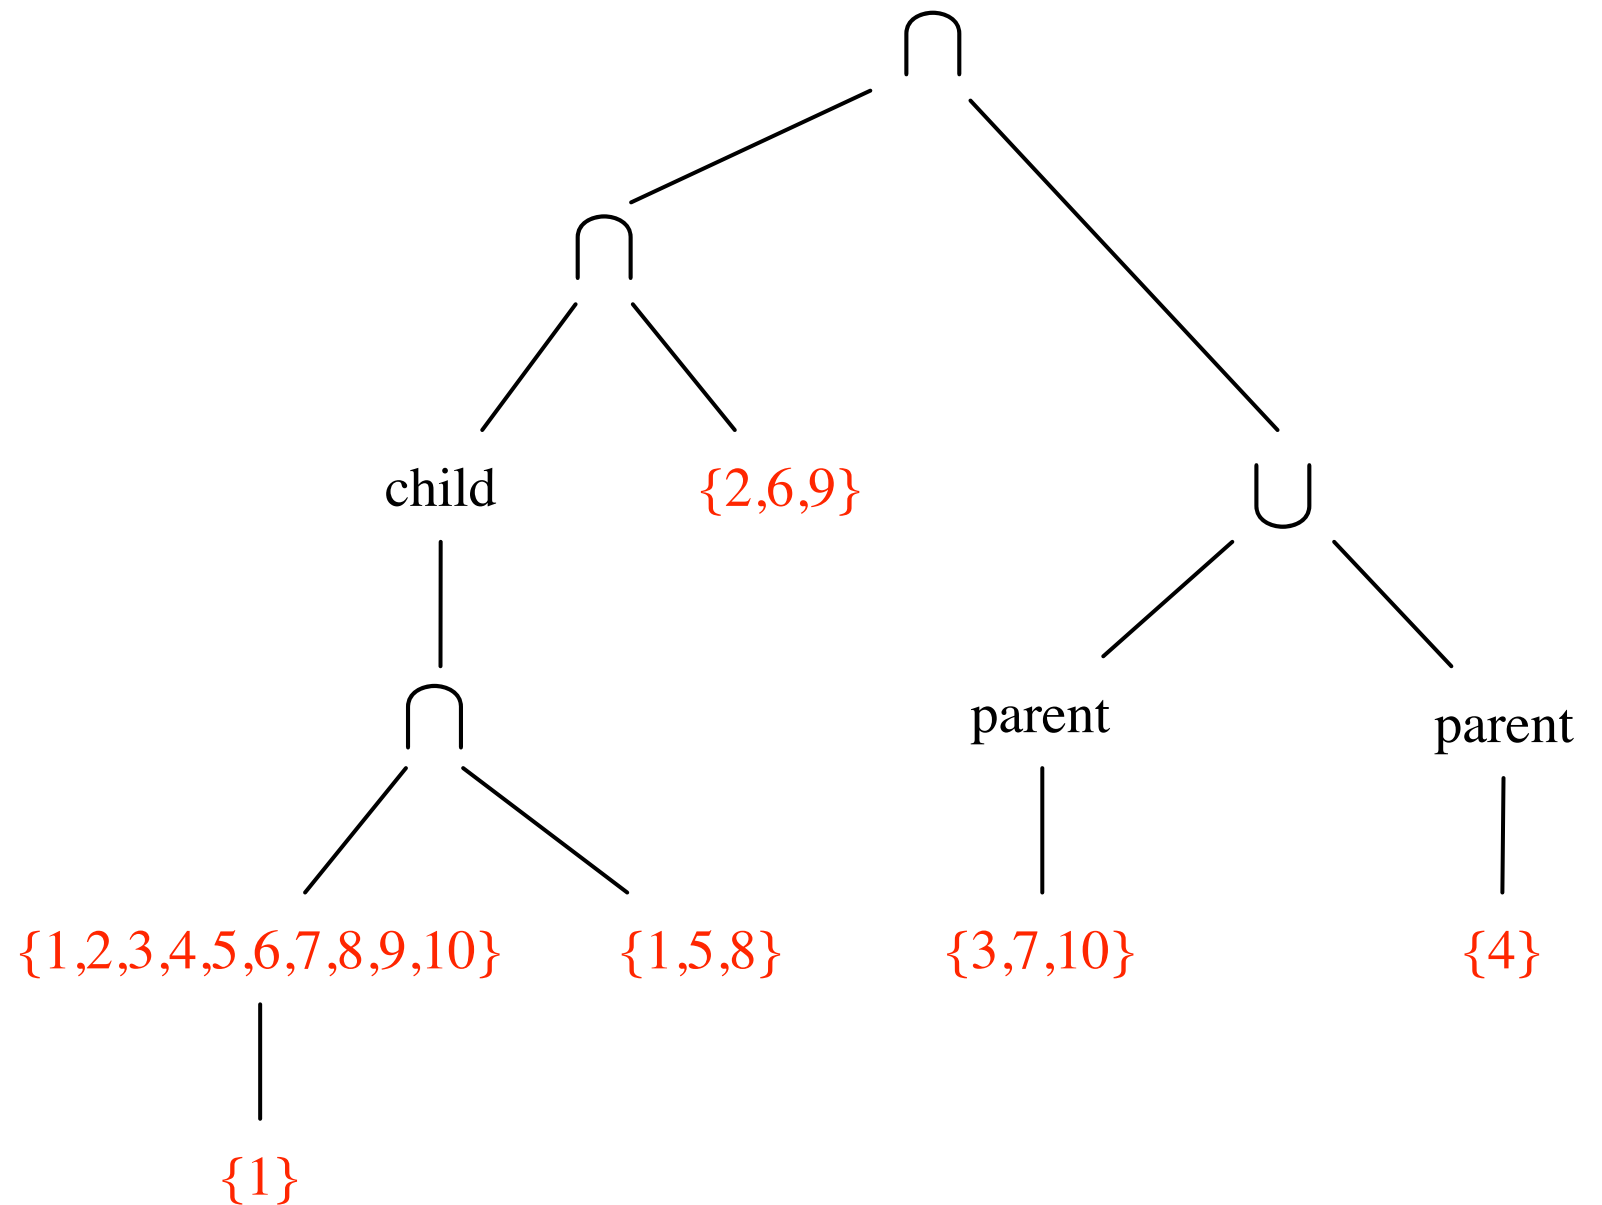 ∩
∩
child {2,6,9}
∪
∩
parent
parent
{1,2,3,4,5,6,7,8,9,10} {1,5,8} {3,7,10} {4}
{1}